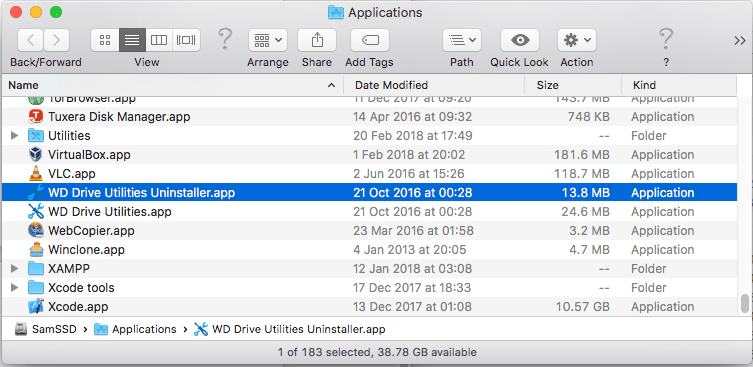 Applications
Back/Forward View Arrange Share Add Tags Path Quick Look Action ?
Name Date Modified Size Kind
TorBrowser.app 11 Dec 2017 at 09:20 143.7 MB Application
Tuxera Disk Manager.app 14 Apr 2016 at 09:32 748 KB Application
Utilities 20 Feb 2018 at 17:49 -- Folder
VirtualBox.app 1 Feb 2018 at 20:02 181.6 MB Application
VLC.app 2 Jun 2016 at 15:26 118.7 MB Application
WD Drive Utilities Uninstaller.app 21 Oct 2016 at 00:28 13.8 MB Application
WD Drive Utilities.app 21 Oct 2016 at 00:28 24.6 MB Application
WebCopier.app 23 Mar 2016 at 01:58 3.2 MB Application
Winclone.app 4 Jan 2013 at 20:05 4.7 MB Application
XAMPP 12 Jan 2018 at 03:08 -- Folder
Xcode tools 17 Dec 2017 at 18:33 -- Folder
Xcode.app 13 Dec 2017 at 01:08 10.57 GB Application
SamSSD › Applications › WD Drive Utilities Uninstaller.app
1 of 183 selected, 38.78 GB available